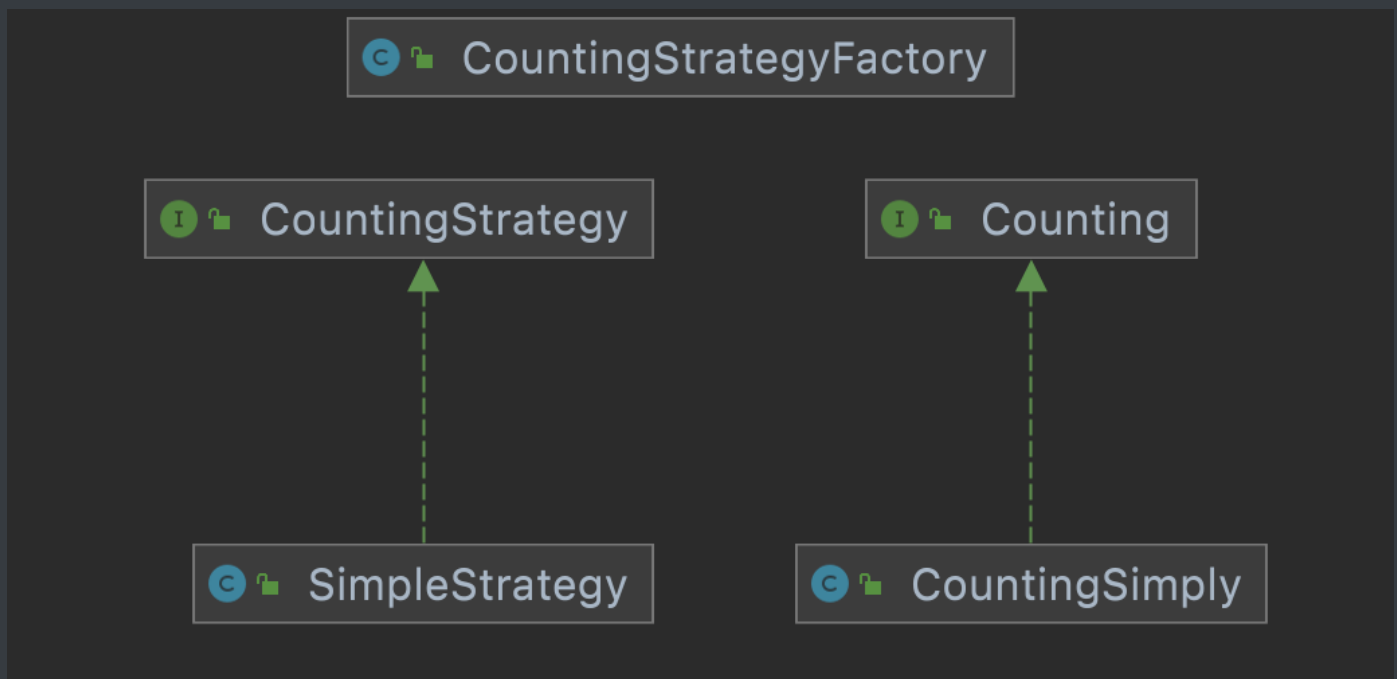 C CountingStrategyFactory
I CountingStrategy
I Counting
C SimpleStrategy
C CountingSimply